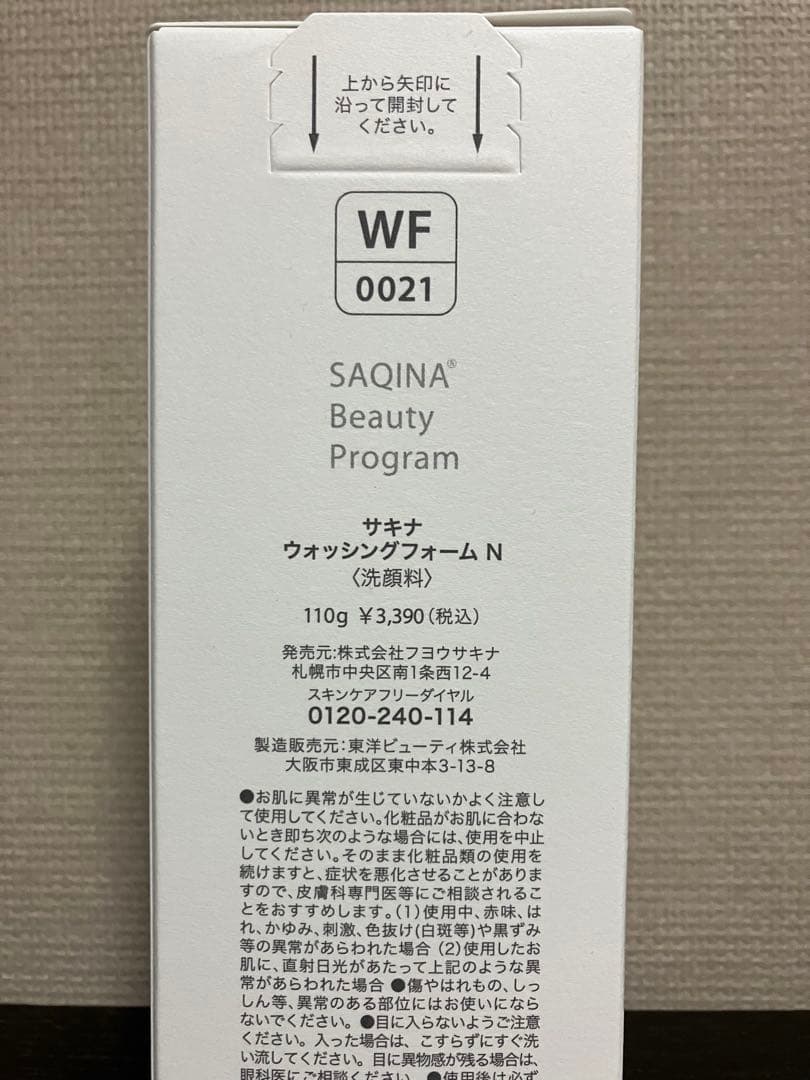 上から矢印に
沿って開封して
ください。
WF
0021
SAQINA®
Beauty
Program
サキナ
ウォッシングフォーム N
〈洗顔料〉
110g ¥3,390(税込)
発売元:株式会社フヨウサキナ
札幌市中央区南1条西12-4
スキンケアフリーダイヤル
0120-240-114
製造販売元:東洋ビューティ株式会社
大阪市東成区東中本3-13-8
●お肌に異常が生じていないかよく注意し
て使用してください。化粧品がお肌に合わな
いとき即ち次のような場合には、使用を中止
してください。そのまま化粧品類の使用を
続けますと、症状を悪化させることがありま
すので、皮膚科専門医等にご相談されるこ
とをおすすめします。(1)使用中、赤味、は
れ、かゆみ、刺激、色抜け(白斑等)や黒ずみ
等の異常があらわれた場合 (2)使用したお
肌に、直射日光があたって上記のような異
常があらわれた場合 ●傷やはれもの、しっ
しん等、異常のある部位にはお使いになら
ないでください。●目に入らないようご注意
ください。入った場合は、こすらずにすぐ洗
い流してください。目に異物感が残る場合は、
眼科医にご相談ください。●使用後は必ず